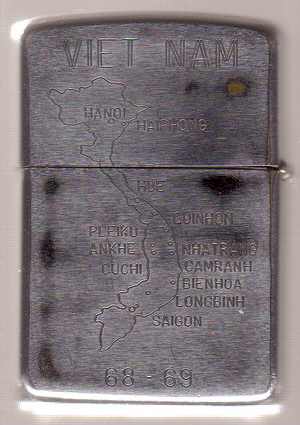 VIET NAM
HANOI
HAIPHONG
HUE
QUINHON
PLEIKU
ANKHE
NHATRANG
CUCHI
CAMRANH
BIENHOA
LONGBINH
SAIGON
68 - 69